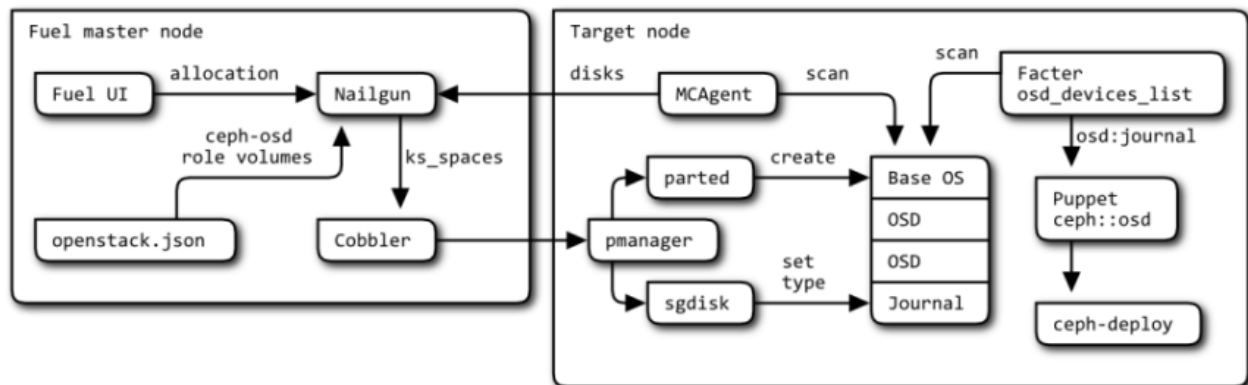 Fuel master node
Fuel UI
allocation
Nailgun
ceph-osd
role volumes
ks_spaces
openstack.json
Cobbler
Target node
disks
MCAgent
scan
scan
Facter
osd_devices_list
osd:journal
parted
create
pmanager
sgdisk
set
type
Base OS
OSD
OSD
Journal
Puppet
ceph::osd
ceph-deploy